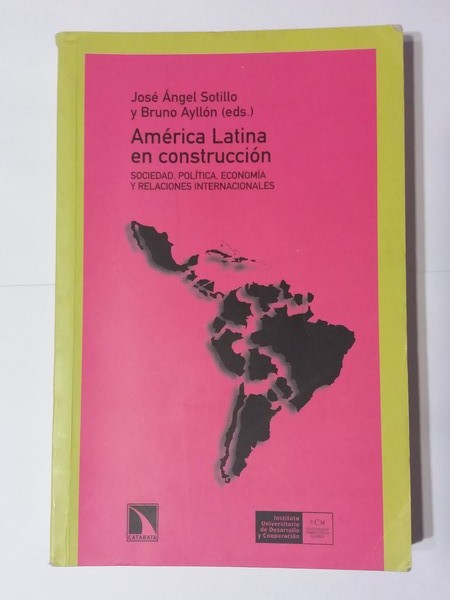 José Ángel Sotillo
y Bruno Ayllón (eds.)
América Latina
en construcción
SOCIEDAD, POLÍTICA, ECONOMÍA
Y RELACIONES INTERNACIONALES
CATARATA
Instituto
Universitario
de Desarrollo
y Cooperación